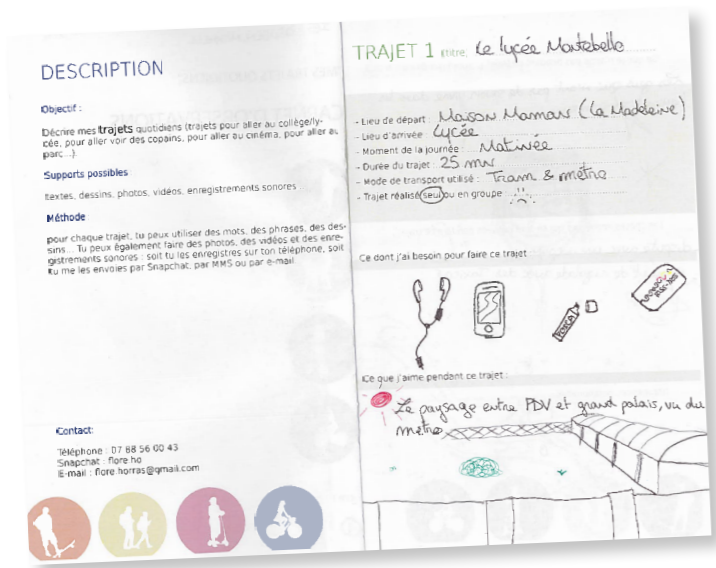 DESCRIPTION
Objectif :
Décrire mes trajets quotidiens (trajets pour aller au collège/ly-
cée, pour aller voir des copains, pour aller au cinéma, pour aller au
parc...).
Supports possibles
textes, dessins, photos, vidéos, enregistrements sonores
Méthode
pour chaque trajet, tu peux utiliser des mots, des phrases, des des-
sins... Tu peux également faire des photos, des vidéos et des enre-
gistrements sonores : soit tu les enregistres sur ton téléphone, soit
tu me les envoies par Snapchat, par MMS ou par e-mail.
Contact:
Téléphone : 07 88 56 00 43
Snapchat : flore.ho
E-mail : flore.horras@gmail.com
TRAJET 1 (titre: Le lycée Montebello
- Lieu de départ : Maison Maman (La Madeleine)
- Lieu d'arrivée : Lycée
- Moment de la journée : Matinée
- Durée du trajet : 25 mn
- Mode de transport utilisé : Tram & métro
- Trajet réalisé seul ou en groupe :
Ce dont j'ai besoin pour faire ce trajet
Ce que j'aime pendant ce trajet :
Le paysage entre PDV et grand palais, vu du
métro